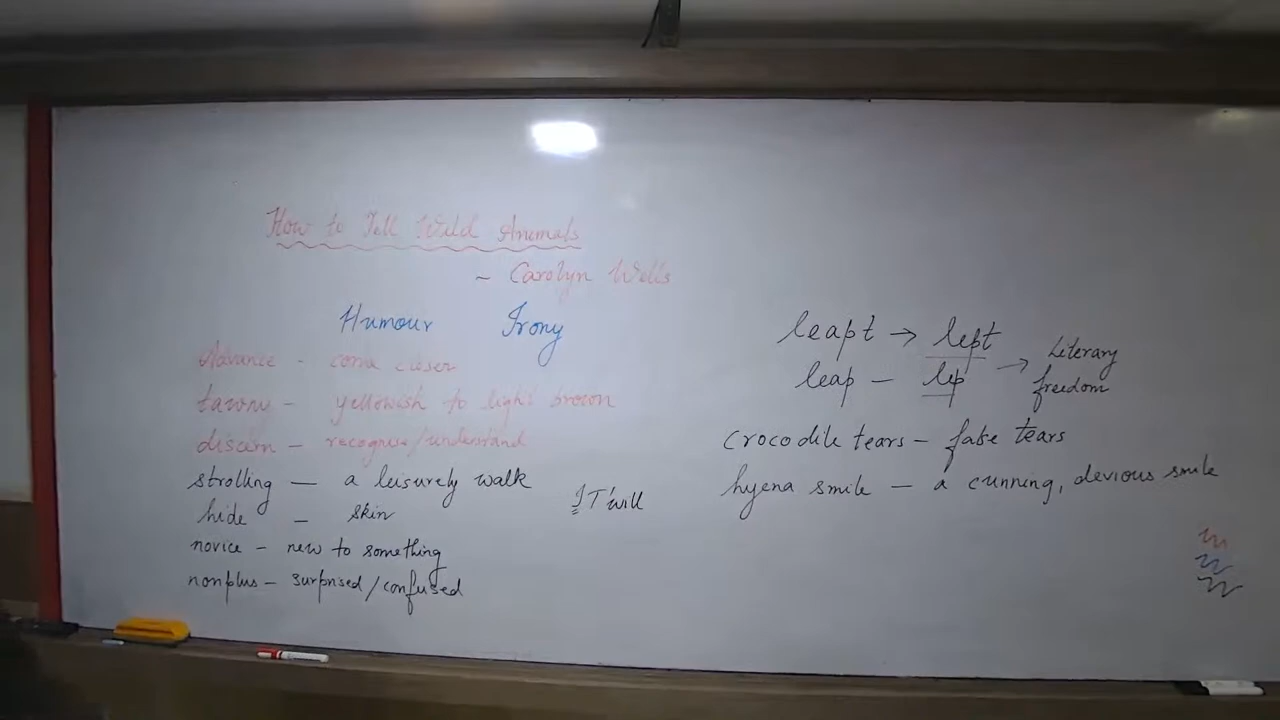 How to Tell Wild Animals
~ Carolyn Wells
Humour Irony
Advance - come closer
tawny - yellowish to light brown
discern - recognise/understand
strolling - a leisurely walk
hide - skin
novice - new to something
nonplus - surprised/confused
IT'will
leapt → lept
leap - lep → Literary freedom
crocodile tears - fake tears
hyena smile - a cunning, devious smile